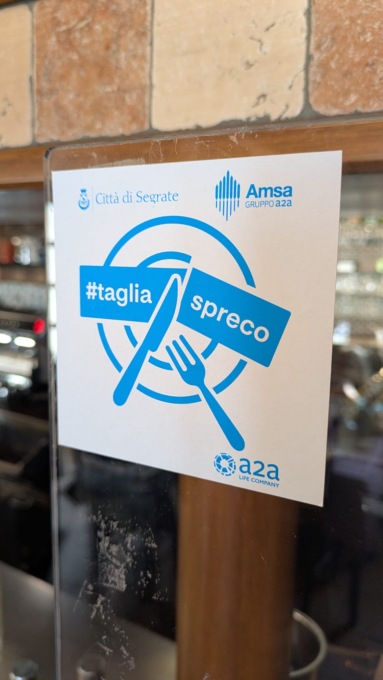 Città di Segrate
Amsa
GRUPPO a2a
#taglia
spreco
a2a
LIFE COMPANY